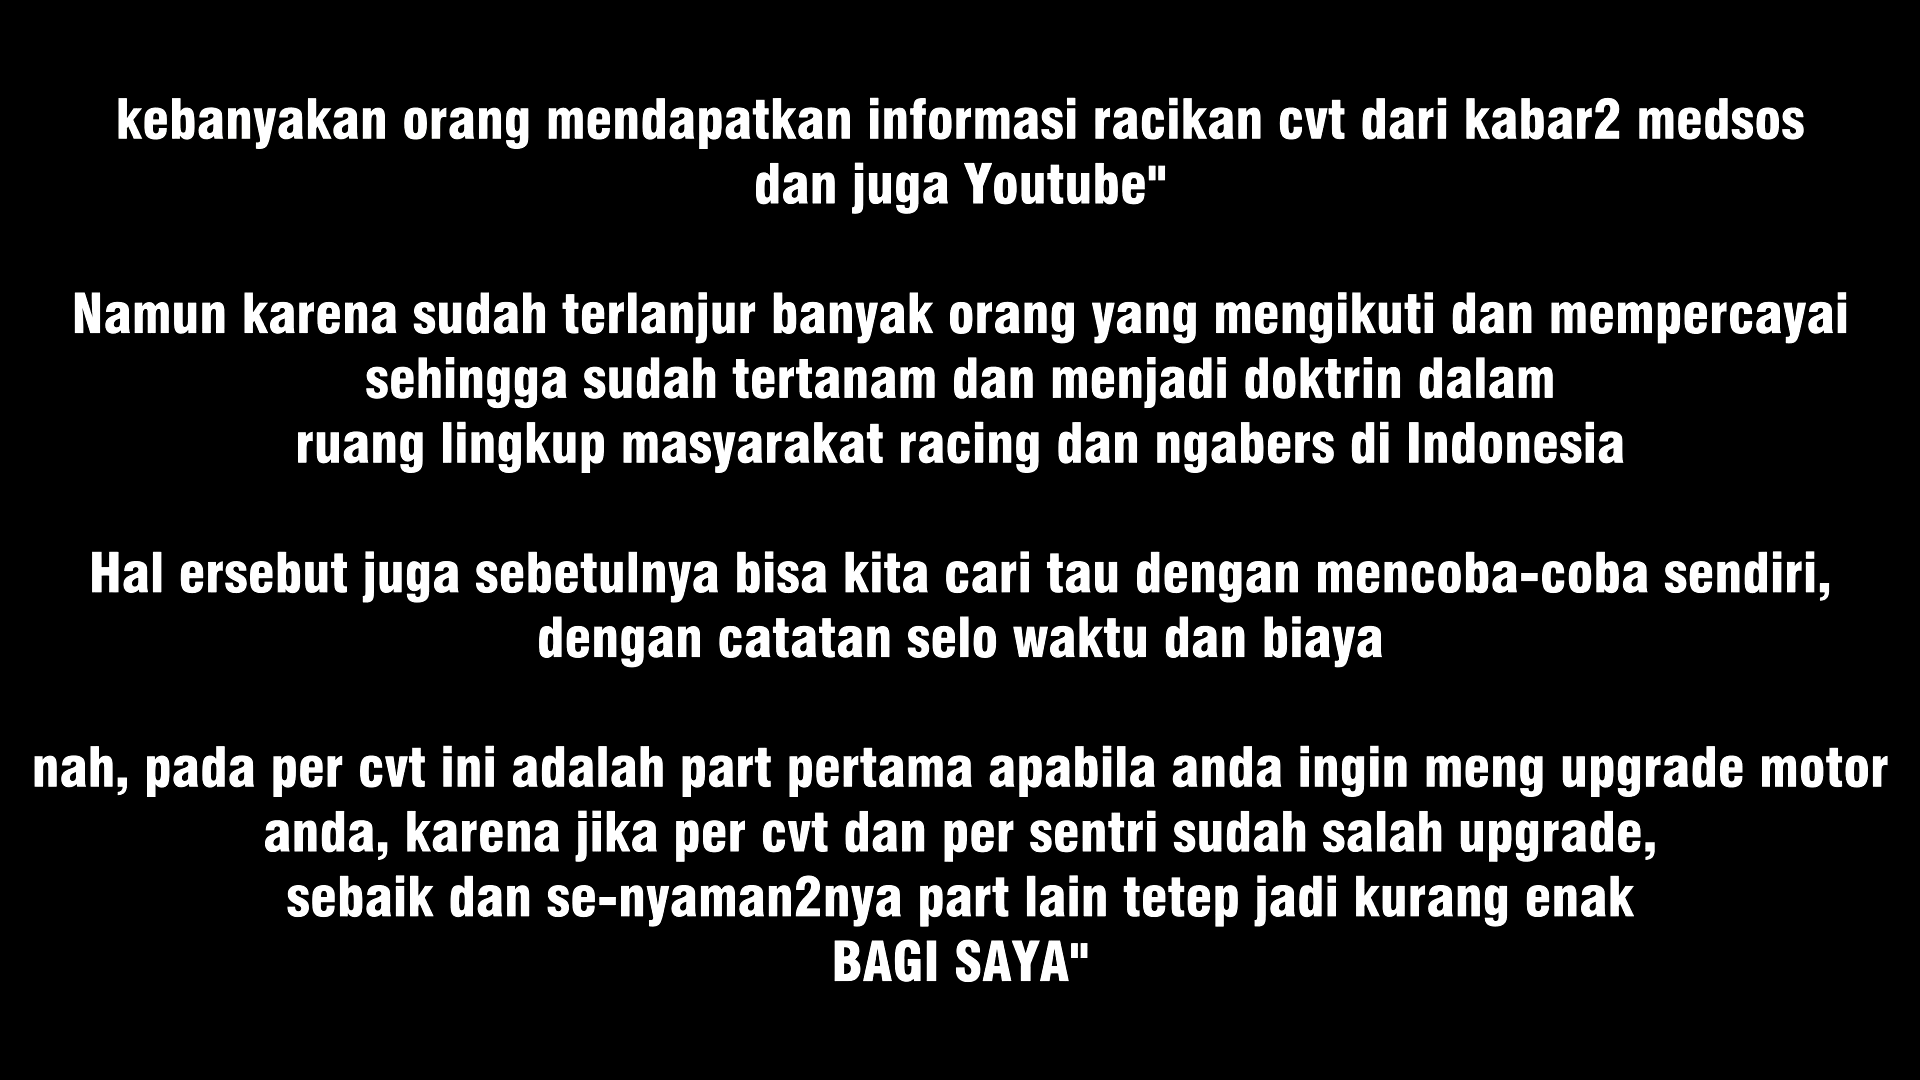 kebanyakan orang mendapatkan informasi racikan cvt dari kabar2 medsos
dan juga Youtube"
Namun karena sudah terlanjur banyak orang yang mengikuti dan mempercayai
sehingga sudah tertanam dan menjadi doktrin dalam
ruang lingkup masyarakat racing dan ngabers di Indonesia
Hal ersebut juga sebetulnya bisa kita cari tau dengan mencoba-coba sendiri,
dengan catatan selo waktu dan biaya
nah, pada per cvt ini adalah part pertama apabila anda ingin meng upgrade motor
anda, karena jika per cvt dan per sentri sudah salah upgrade,
sebaik dan se-nyaman2nya part lain tetep jadi kurang enak
BAGI SAYA"